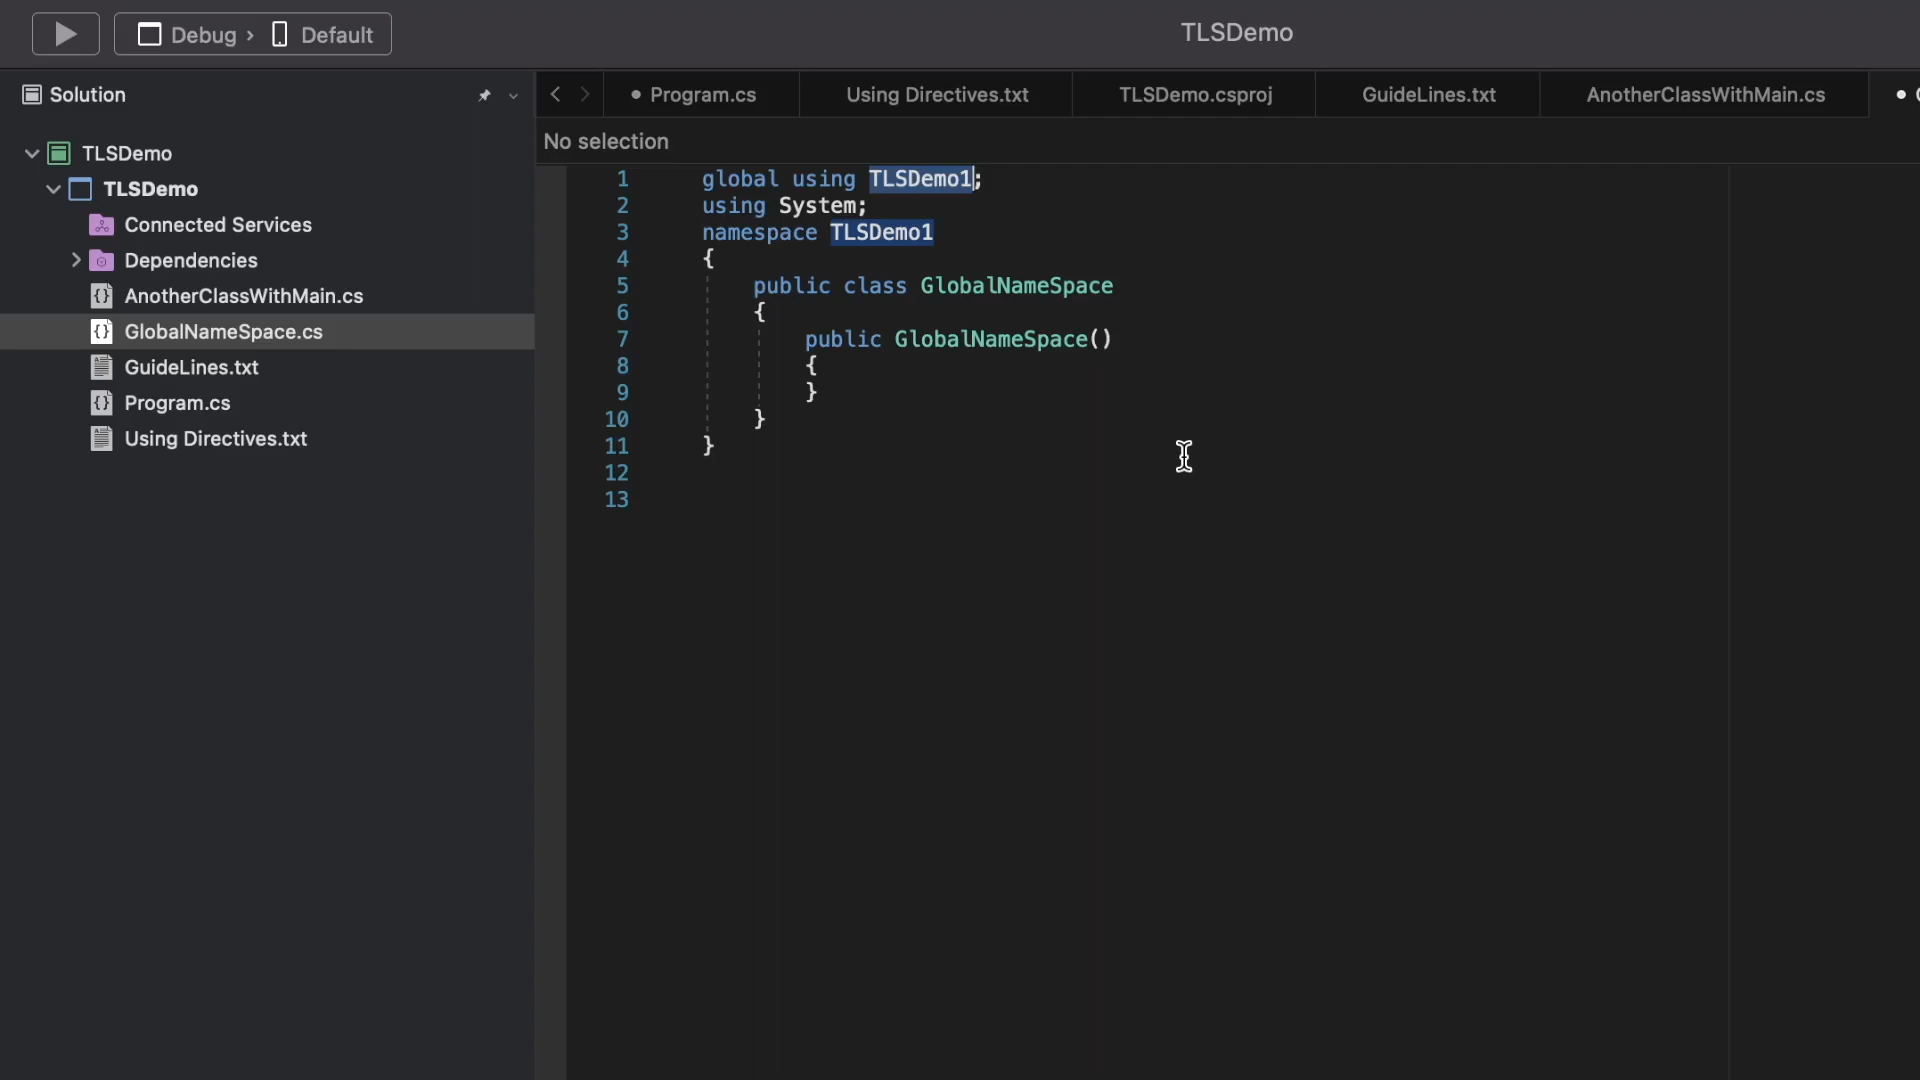 Debug › Default
TLSDemo
Solution
TLSDemo
TLSDemo
Connected Services
Dependencies
AnotherClassWithMain.cs
GlobalNameSpace.cs
GuideLines.txt
Program.cs
Using Directives.txt
Program.cs Using Directives.txt TLSDemo.csproj GuideLines.txt AnotherClassWithMain.cs
No selection
1 global using TLSDemo1;
2 using System;
3 namespace TLSDemo1
4 {
5 public class GlobalNameSpace
6 {
7 public GlobalNameSpace()
8 {
9 }
10 }
11 }
12
13